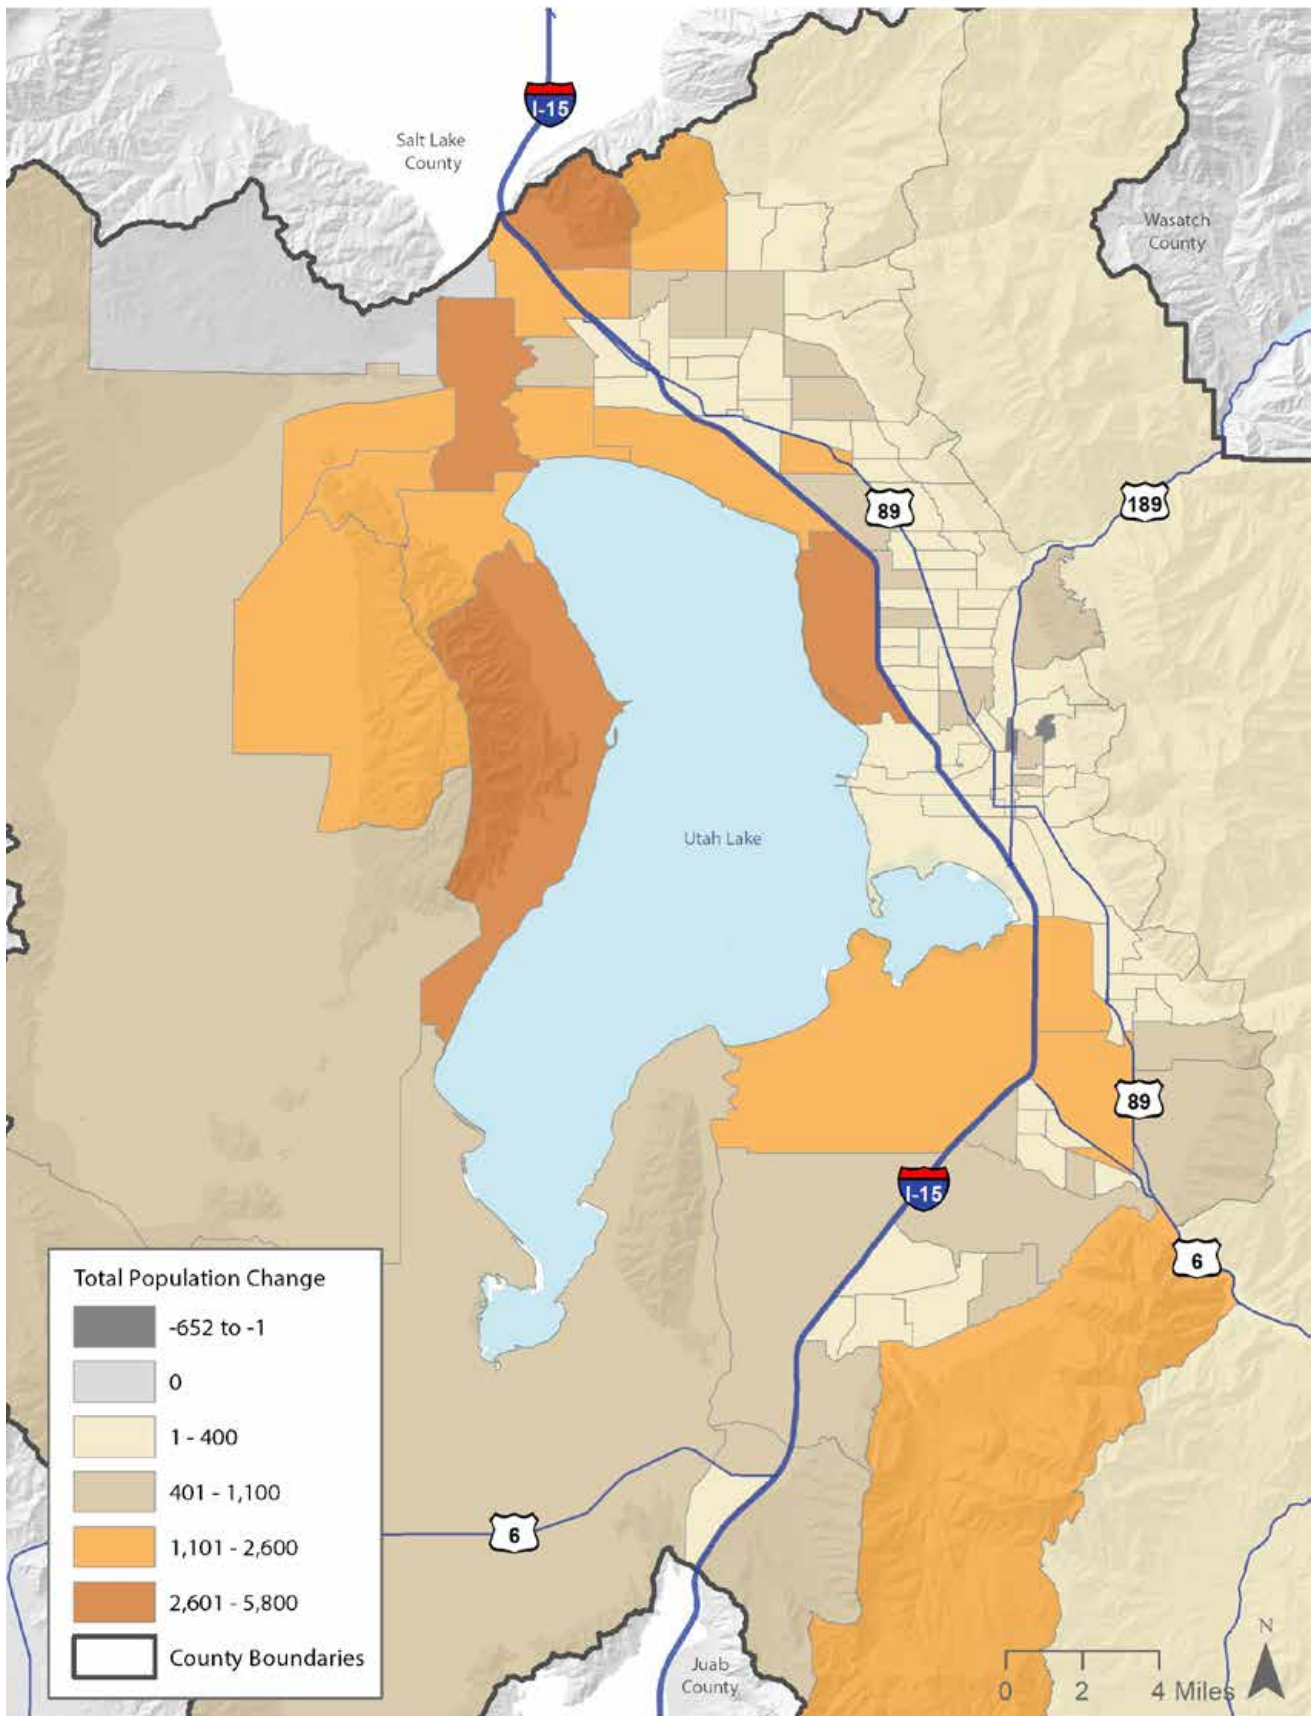 I-15
Salt Lake
County
Wasatch
County
89
189
Utah Lake
89
I-15
6
Total Population Change
-652 to -1
0
1 - 400
401 - 1,100
1,101 - 2,600
2,601 - 5,800
County Boundaries
6
Juab
County
N
0 2 4 Miles